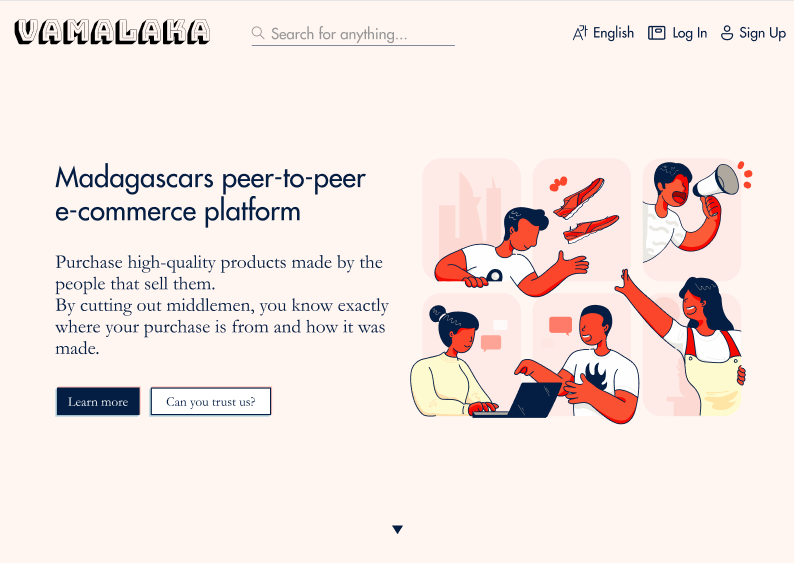 VAMALAKA
Search for anything...
English
Log In
Sign Up
Madagascars peer-to-peer
e-commerce platform
Purchase high-quality products made by the
people that sell them.
By cutting out middlemen, you know exactly
where your purchase is from and how it was
made.
Learn more
Can you trust us?